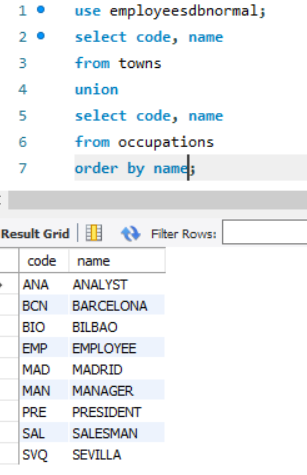 1 use employeesdbnormal;
2 select code, name
3 from towns
4 union
5 select code, name
6 from occupations
7 order by name;
Result Grid Filter Rows:
code name
ANA ANALYST
BCN BARCELONA
BIO BILBAO
EMP EMPLOYEE
MAD MADRID
MAN MANAGER
PRE PRESIDENT
SAL SALESMAN
SVQ SEVILLA